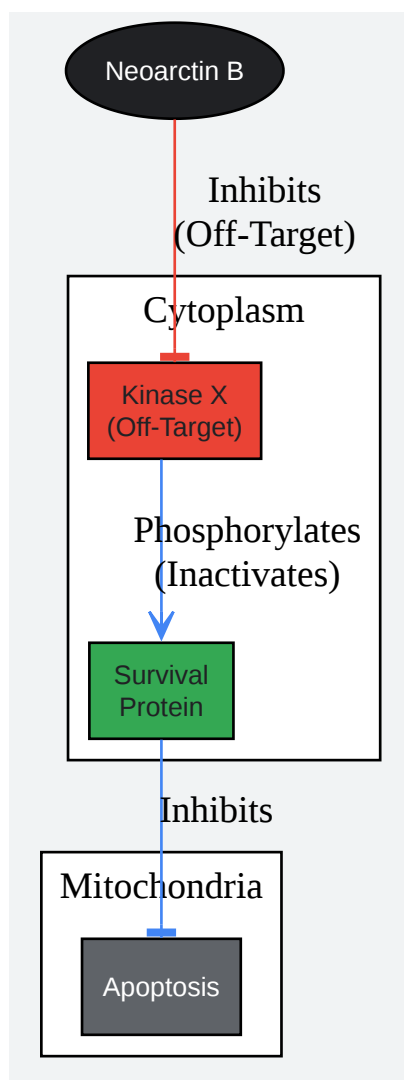 Neoarctin B
Inhibits
(Off-Target)
Cytoplasm
Kinase X
(Off-Target)
Phosphorylates
(Inactivates)
Survival
Protein
Inhibits
Mitochondria
Apoptosis